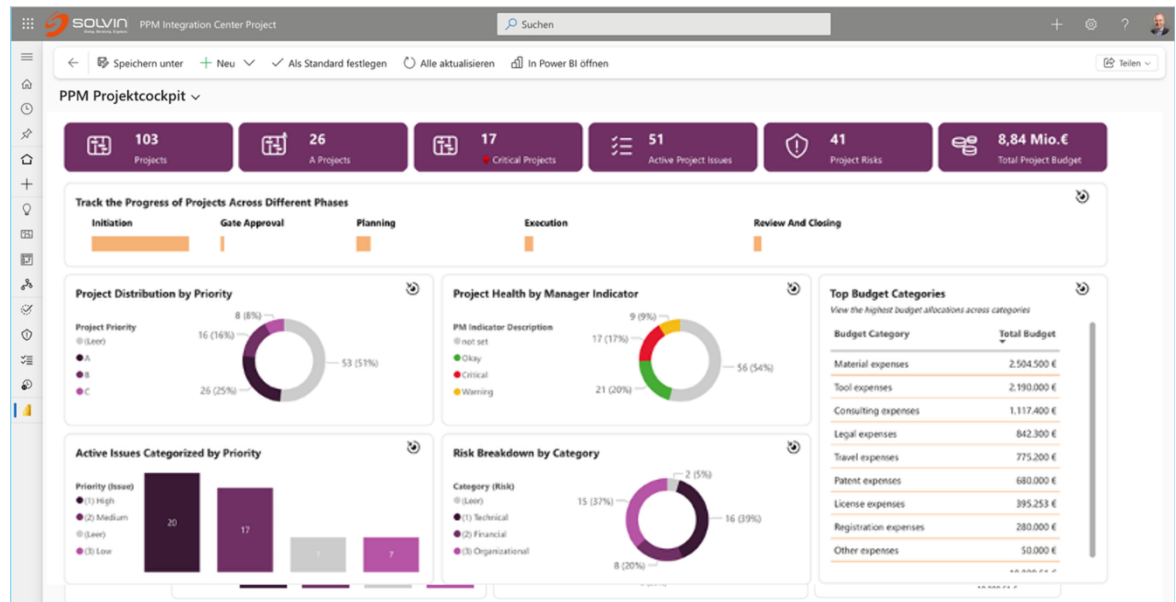 SOLVIN PPM Integration Center Project
Suchen
?
Speichern unter
Neu
Als Standard festlegen
Alle aktualisieren
In Power BI öffnen
Teilen
PPM Projektcockpit
103
Projects
26
A Projects
17
Critical Projects
51
Active Project Issues
41
Project Risks
8,84 Mio.€
Total Project Budget
Track the Progress of Projects Across Different Phases
Initiation
Gate Approval
Planning
Execution
Review And Closing
Project Distribution by Priority
Project Priority
(Leer)
A
B
C
8 (8%)
16 (16%)
53 (51%)
26 (25%)
Project Health by Manager Indicator
PM Indicator Description
not set
Okay
Critical
Warning
9 (9%)
17 (17%)
56 (54%)
21 (20%)
Top Budget Categories
View the highest budget allocations across categories
Budget Category Total Budget
Material expenses 2.504.500 €
Tool expenses 2.190.000 €
Consulting expenses 1.117.400 €
Legal expenses 842.300 €
Travel expenses 775.200 €
Patent expenses 680.000 €
License expenses 395.253 €
Registration expenses 280.000 €
Other expenses 50.000 €
Active Issues Categorized by Priority
Priority (Issue)
(1) High
(2) Medium
(Leer)
(3) Low
20
17
7
7
Risk Breakdown by Category
Category (Risk)
(Leer)
(1) Technical
(2) Financial
(3) Organizational
2 (5%)
15 (37%)
16 (39%)
8 (20%)